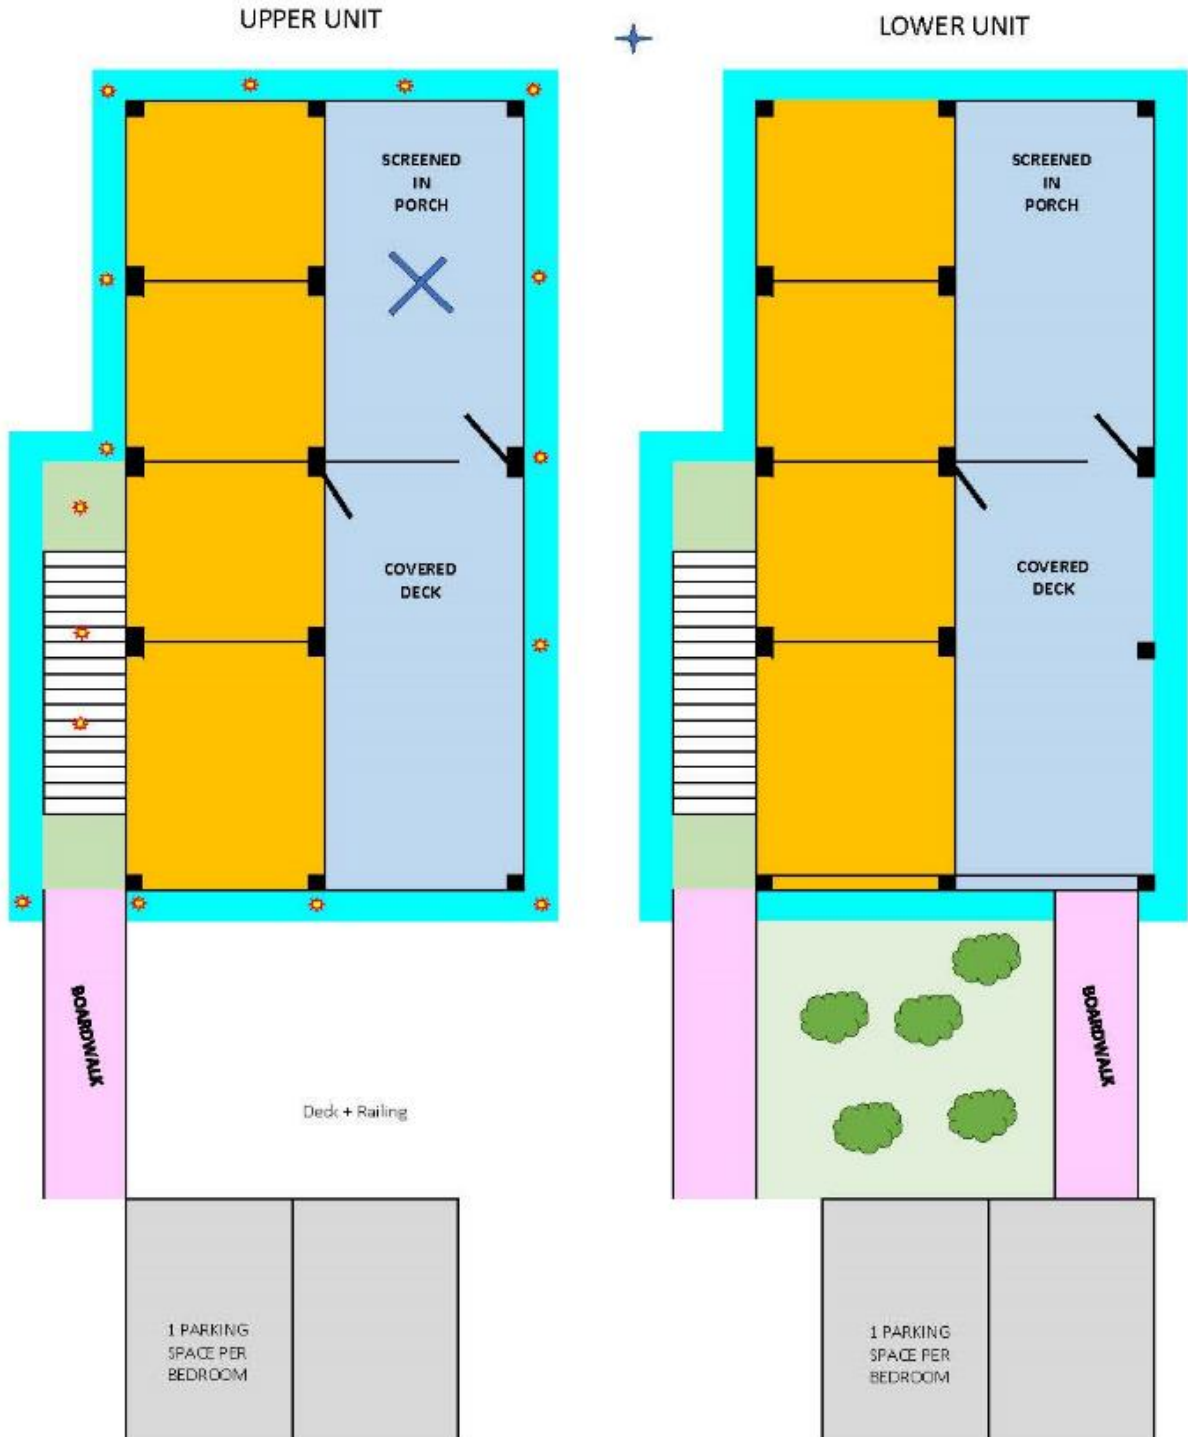 UPPER UNIT
LOWER UNIT
SCREENED
IN
PORCH
SCREENED
IN
PORCH
COVERED
DECK
COVERED
DECK
BOARDWALK
BOARDWALK
Deck + Railing
1 PARKING
SPACE PER
BEDROOM
1 PARKING
SPACE PER
BEDROOM